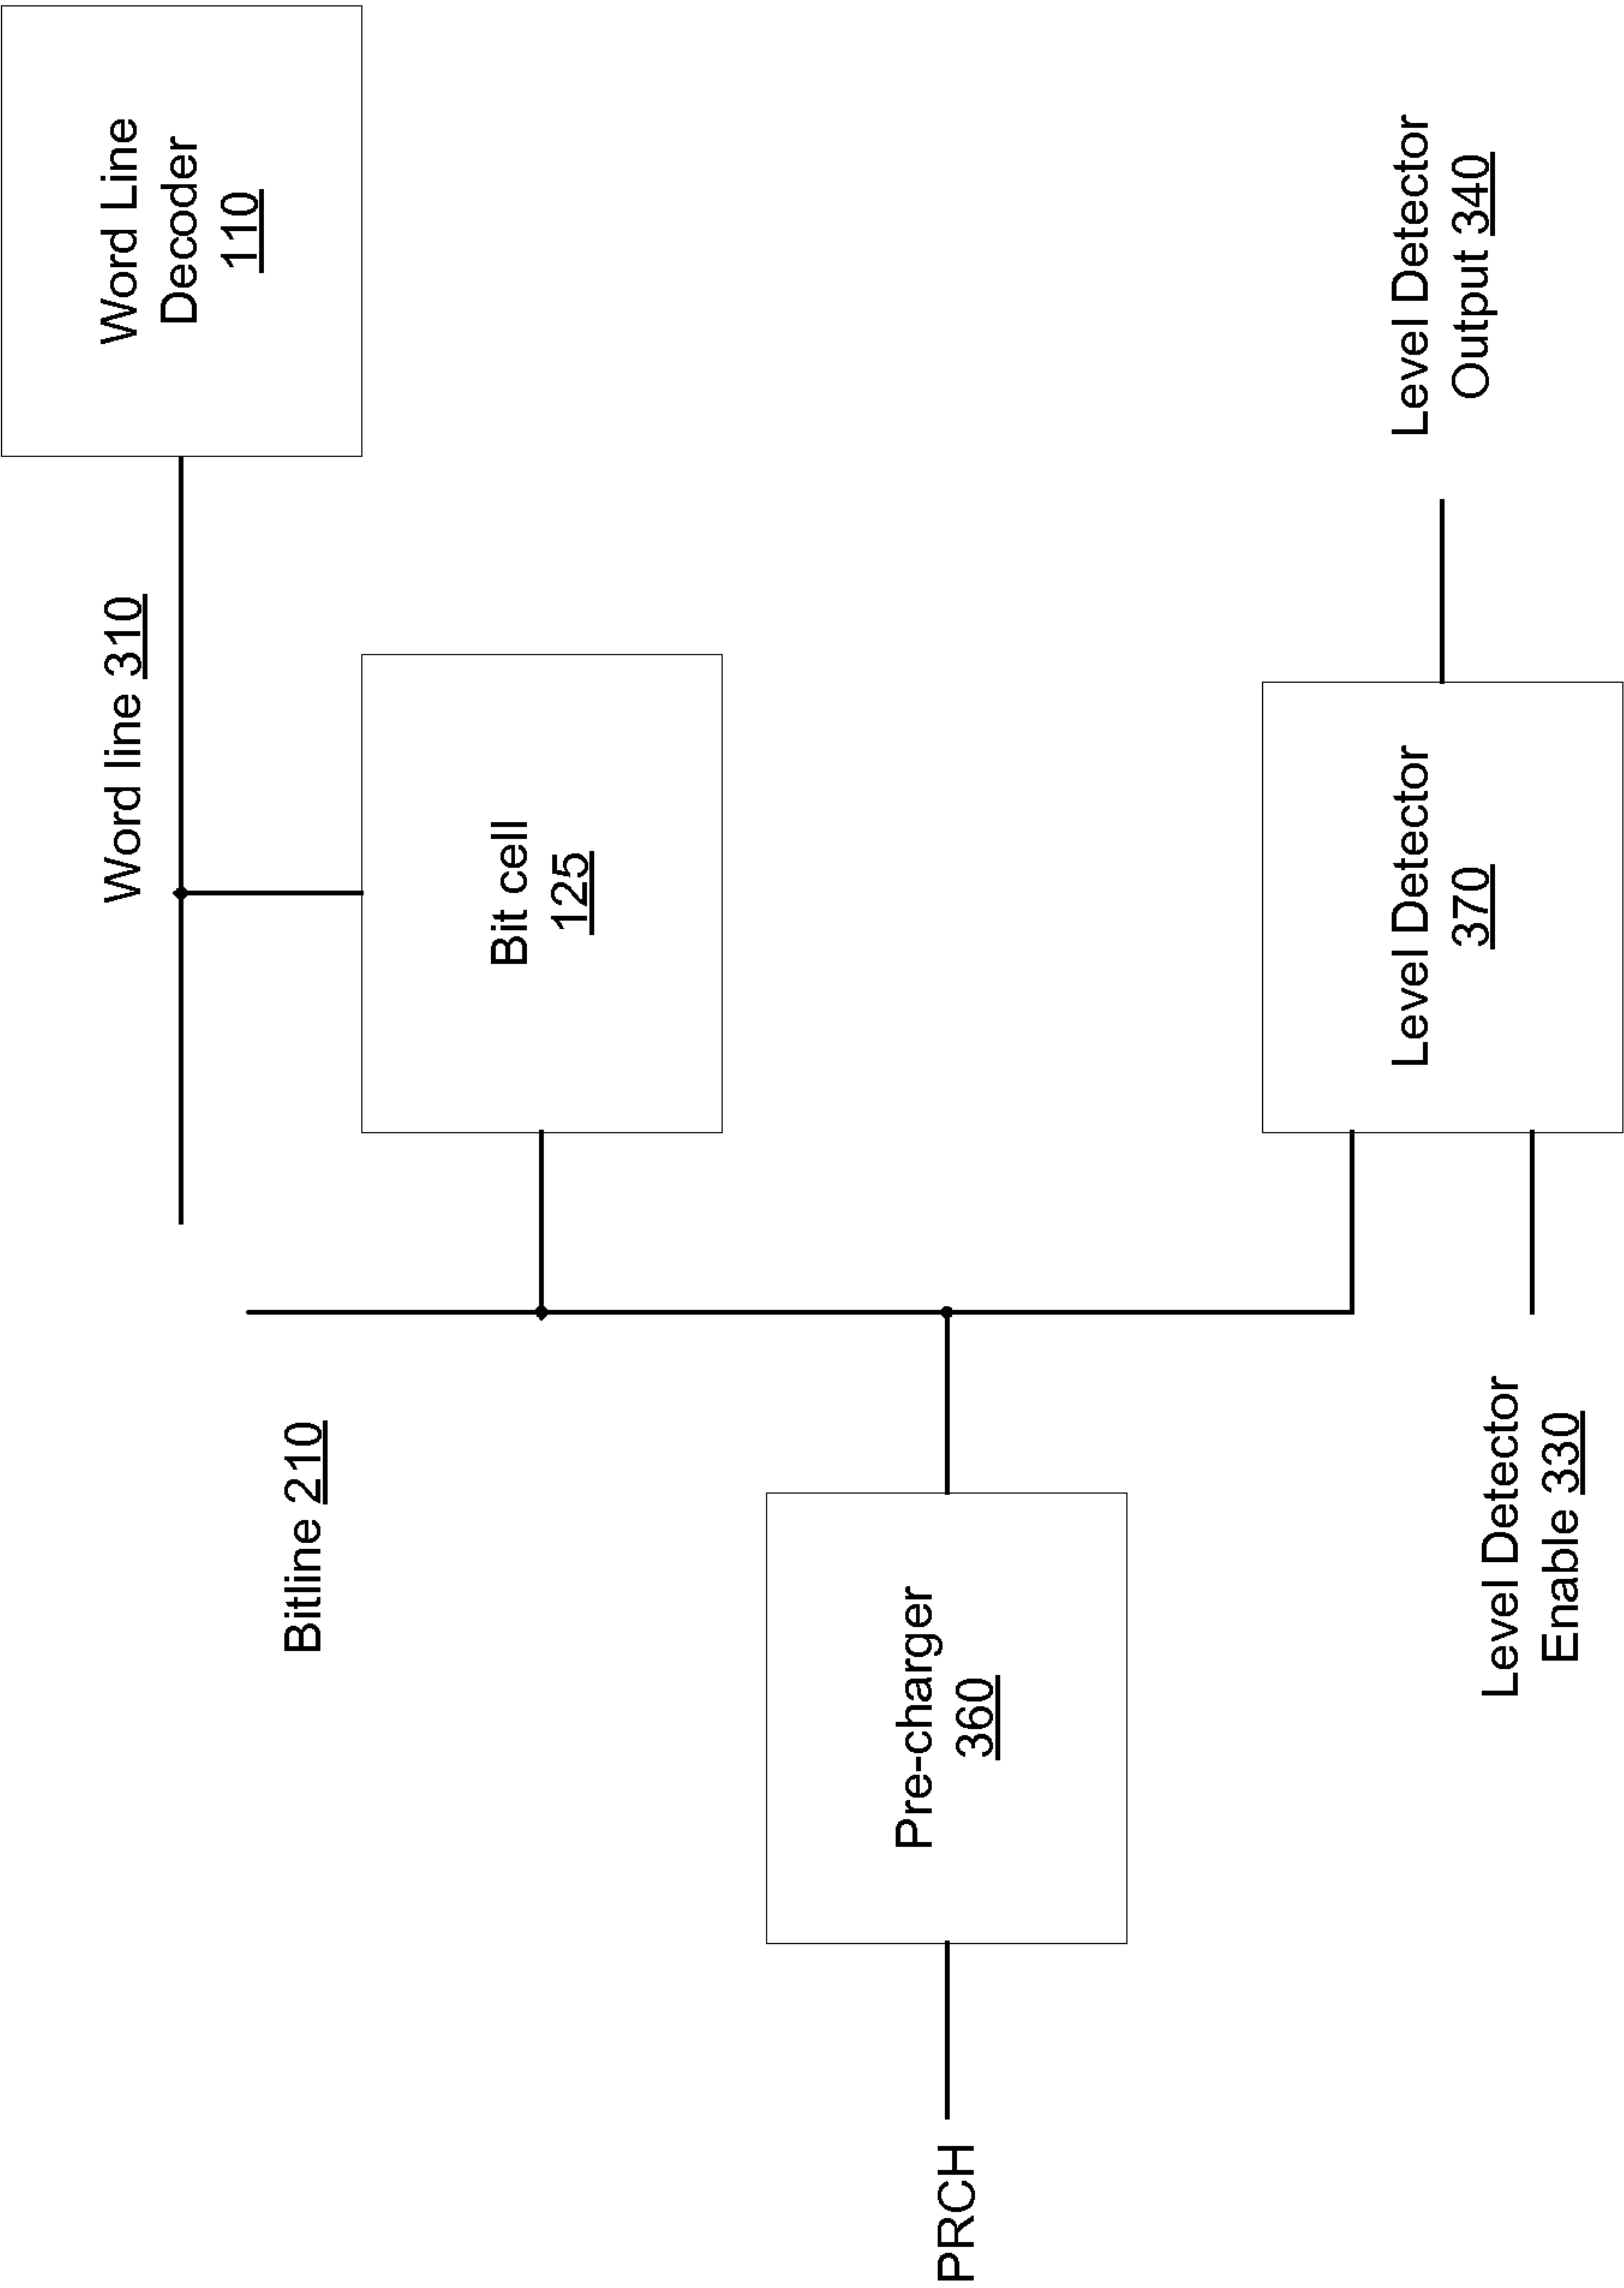 Word Line
Decoder
110
Word line 310
Bit cell
125
Bitline 210
Pre-charger
360
PRCH
Level Detector
370
Level Detector
Output 340
Level Detector
Enable 330